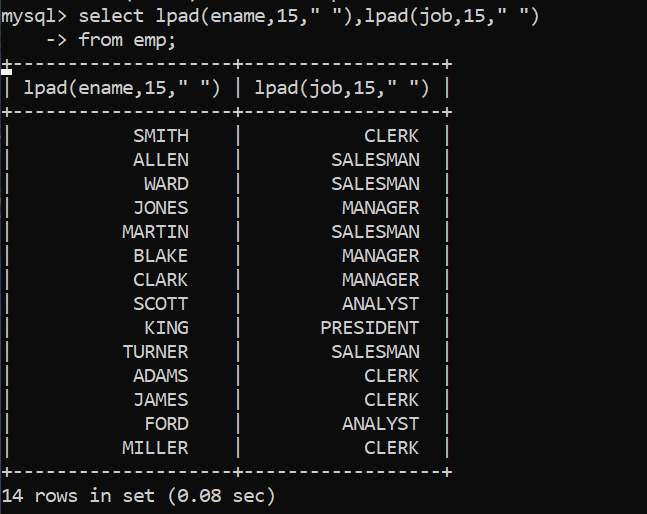 mysql> select lpad(ename,15," "),lpad(job,15," ")
    -> from emp;
+--------------------+------------------+
| lpad(ename,15," ") | lpad(job,15," ") |
+--------------------+------------------+
|           SMITH    |           CLERK  |
|           ALLEN    |        SALESMAN  |
|            WARD    |        SALESMAN  |
|           JONES    |         MANAGER  |
|          MARTIN    |        SALESMAN  |
|           BLAKE    |         MANAGER  |
|           CLARK    |         MANAGER  |
|           SCOTT    |         ANALYST  |
|            KING    |       PRESIDENT  |
|          TURNER    |        SALESMAN  |
|           ADAMS    |           CLERK  |
|           JAMES    |           CLERK  |
|            FORD    |         ANALYST  |
|          MILLER    |           CLERK  |
+--------------------+------------------+
14 rows in set (0.08 sec)